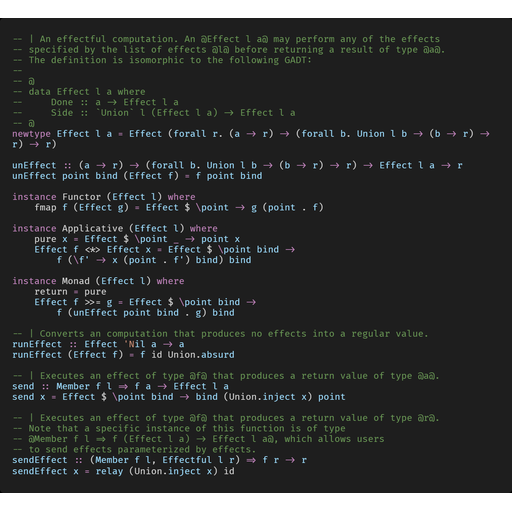 -- | An effectful computation. An @Effect l a@ may perform any of the effects
-- specified by the list of effects @l@ before returning a result of type @a@.
-- The definition is isomorphic to the following GADT:
--
-- @
-- data Effect l a where
--     Done :: a -> Effect l a
--     Side :: `Union` l (Effect l a) -> Effect l a
-- @
newtype Effect l a = Effect (forall r. (a -> r) -> (forall b. Union l b -> (b -> r) ->
r) -> r)
unEffect :: (a -> r) -> (forall b. Union l b -> (b -> r) -> r) -> Effect l a -> r
unEffect point bind (Effect f) = f point bind
instance Functor (Effect l) where
    fmap f (Effect g) = Effect $ \point -> g (point . f)
instance Applicative (Effect l) where
    pure x = Effect $ \point _ -> point x
    Effect f <*> Effect x = Effect $ \point bind ->
        f (\f' -> x (point . f') bind) bind
instance Monad (Effect l) where
    return = pure
    Effect f >>= g = Effect $ \point bind ->
        f (unEffect point bind . g) bind
-- | Converts an computation that produces no effects into a regular value.
runEffect :: Effect 'Nil a -> a
runEffect (Effect f) = f id Union.absurd
-- | Executes an effect of type @f@ that produces a return value of type @a@.
send :: Member f l => f a -> Effect l a
send x = Effect $ \point bind -> bind (Union.inject x) point
-- | Executes an effect of type @f@ that produces a return value of type @r@.
-- Note that a specific instance of this function is of type
-- @Member f l => f (Effect l a) -> Effect l a@, which allows users
-- to send effects parameterized by effects.
sendEffect :: (Member f l, Effectful l r) => f r -> r
sendEffect x = relay (Union.inject x) id